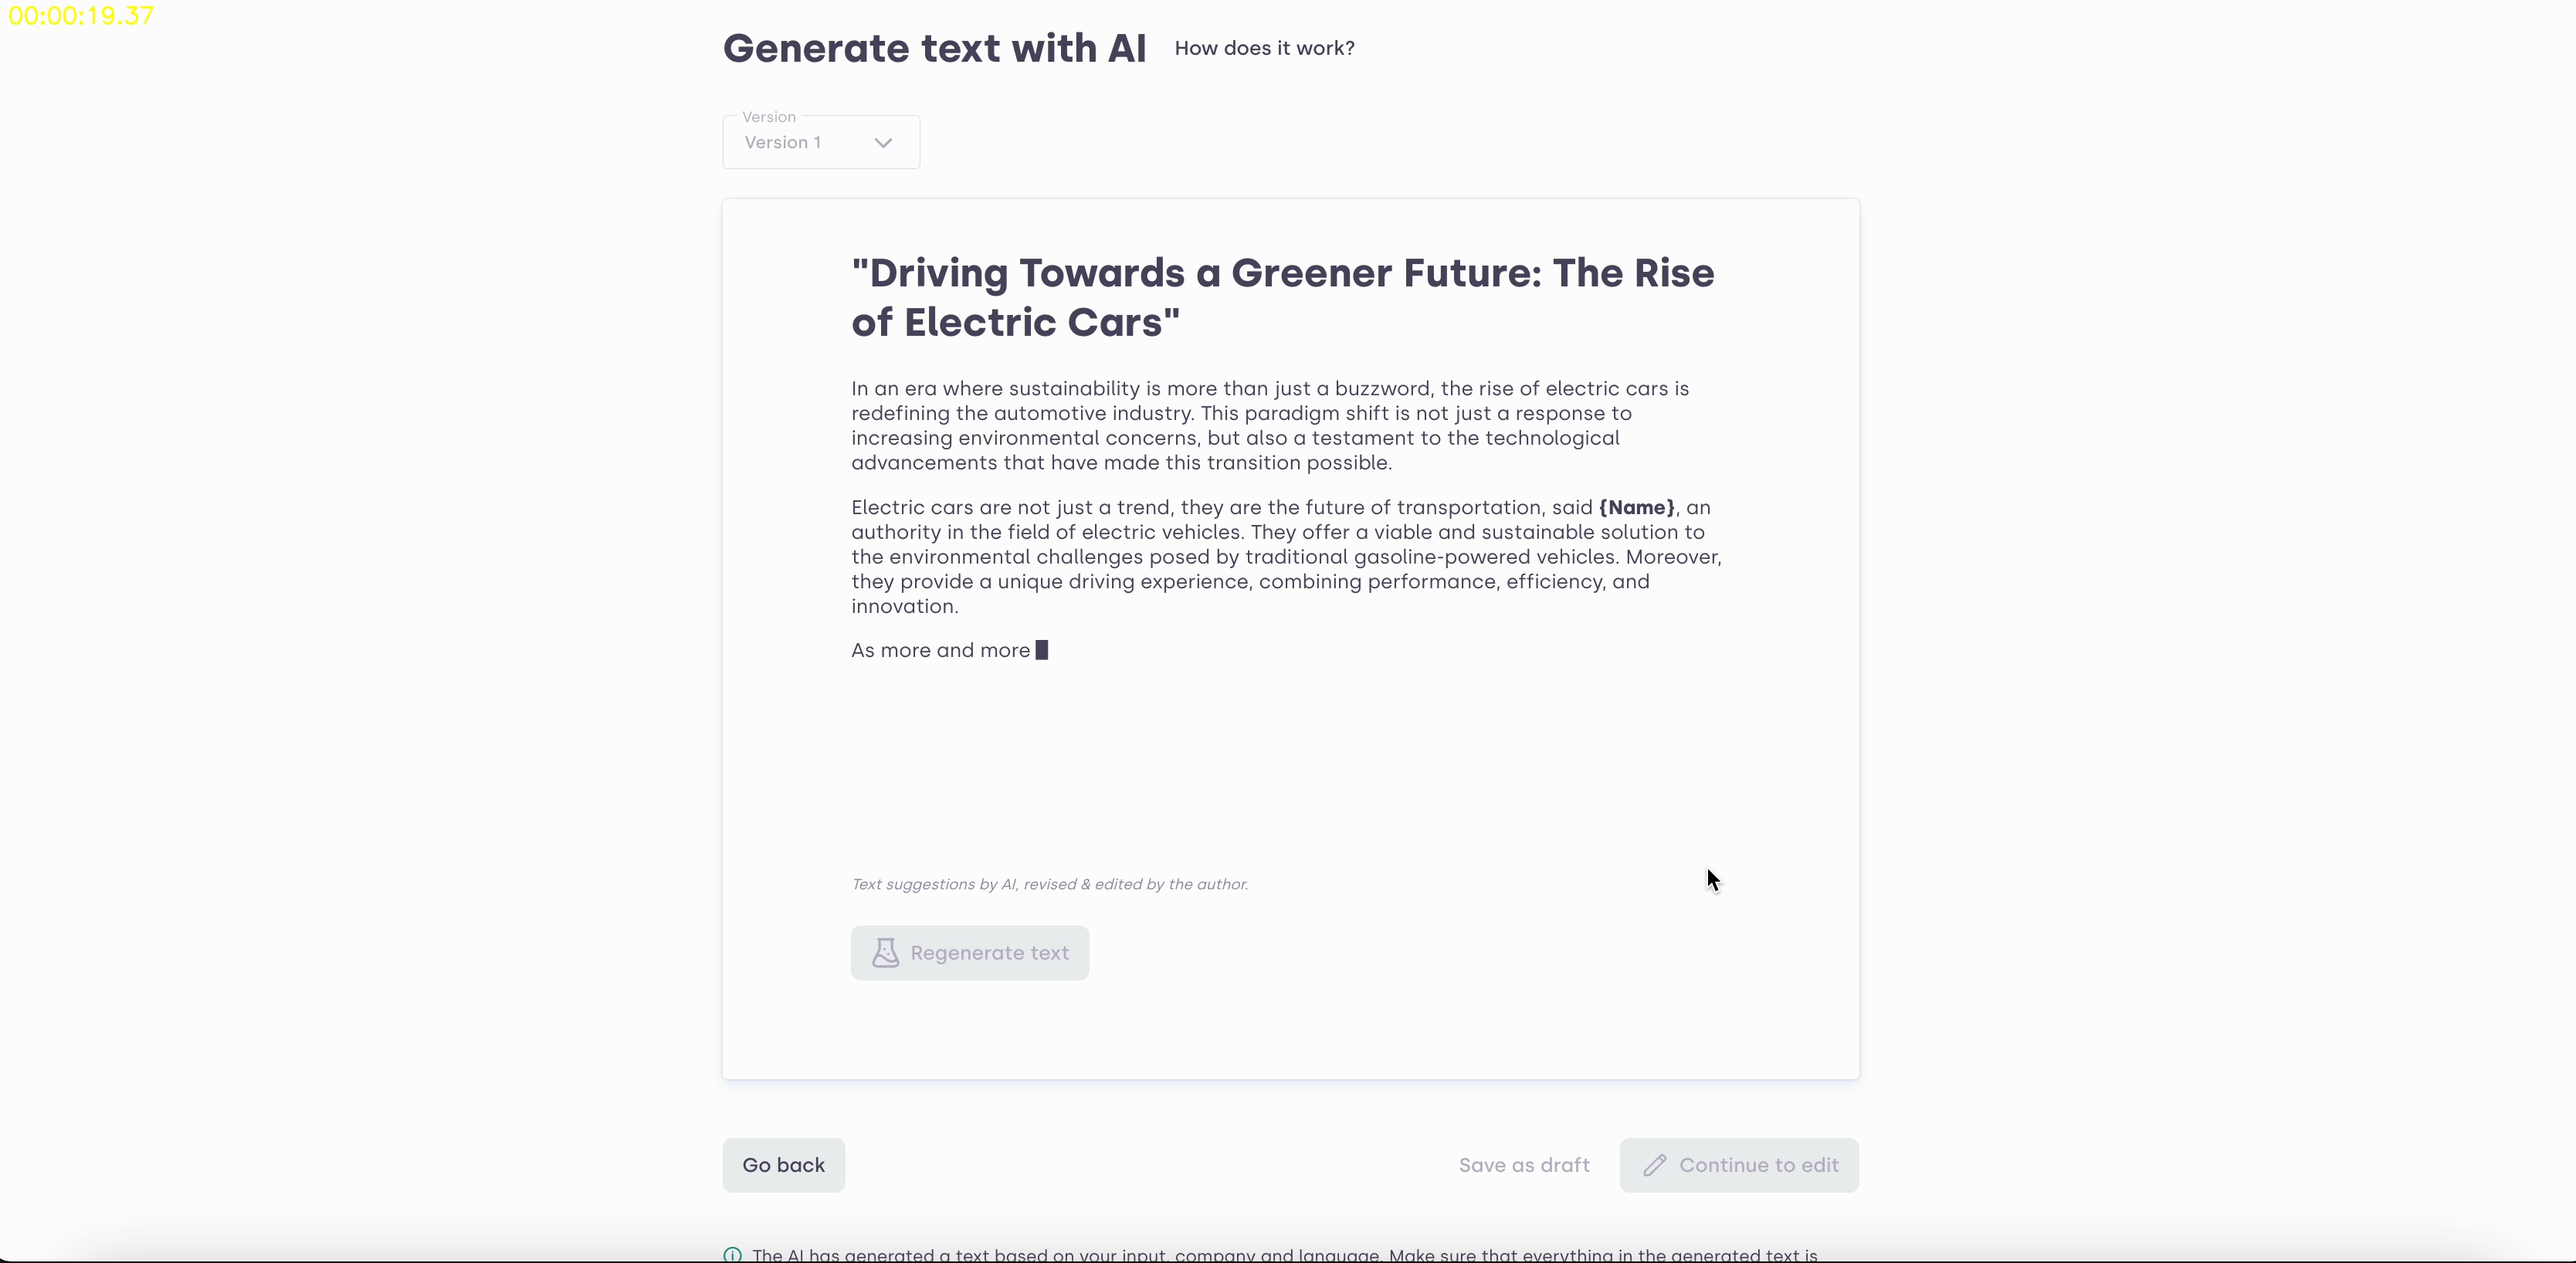 00:00:19.37
Generate text with AI
How does it work?
Version
Version 1
"Driving Towards a Greener Future: The Rise
of Electric Cars"
In an era where sustainability is more than just a buzzword, the rise of electric cars is
redefining the automotive industry. This paradigm shift is not just a response to
increasing environmental concerns, but also a testament to the technological
advancements that have made this transition possible.
Electric cars are not just a trend, they are the future of transportation, said {Name}, an
authority in the field of electric vehicles. They offer a viable and sustainable solution to
the environmental challenges posed by traditional gasoline-powered vehicles. Moreover,
they provide a unique driving experience, combining performance, efficiency, and
innovation.
As more and more
Text suggestions by AI, revised & edited by the author.
Regenerate text
Go back
Save as draft
Continue to edit
The AI has generated a text based on your input, company and language. Make sure that everything in the generated text is